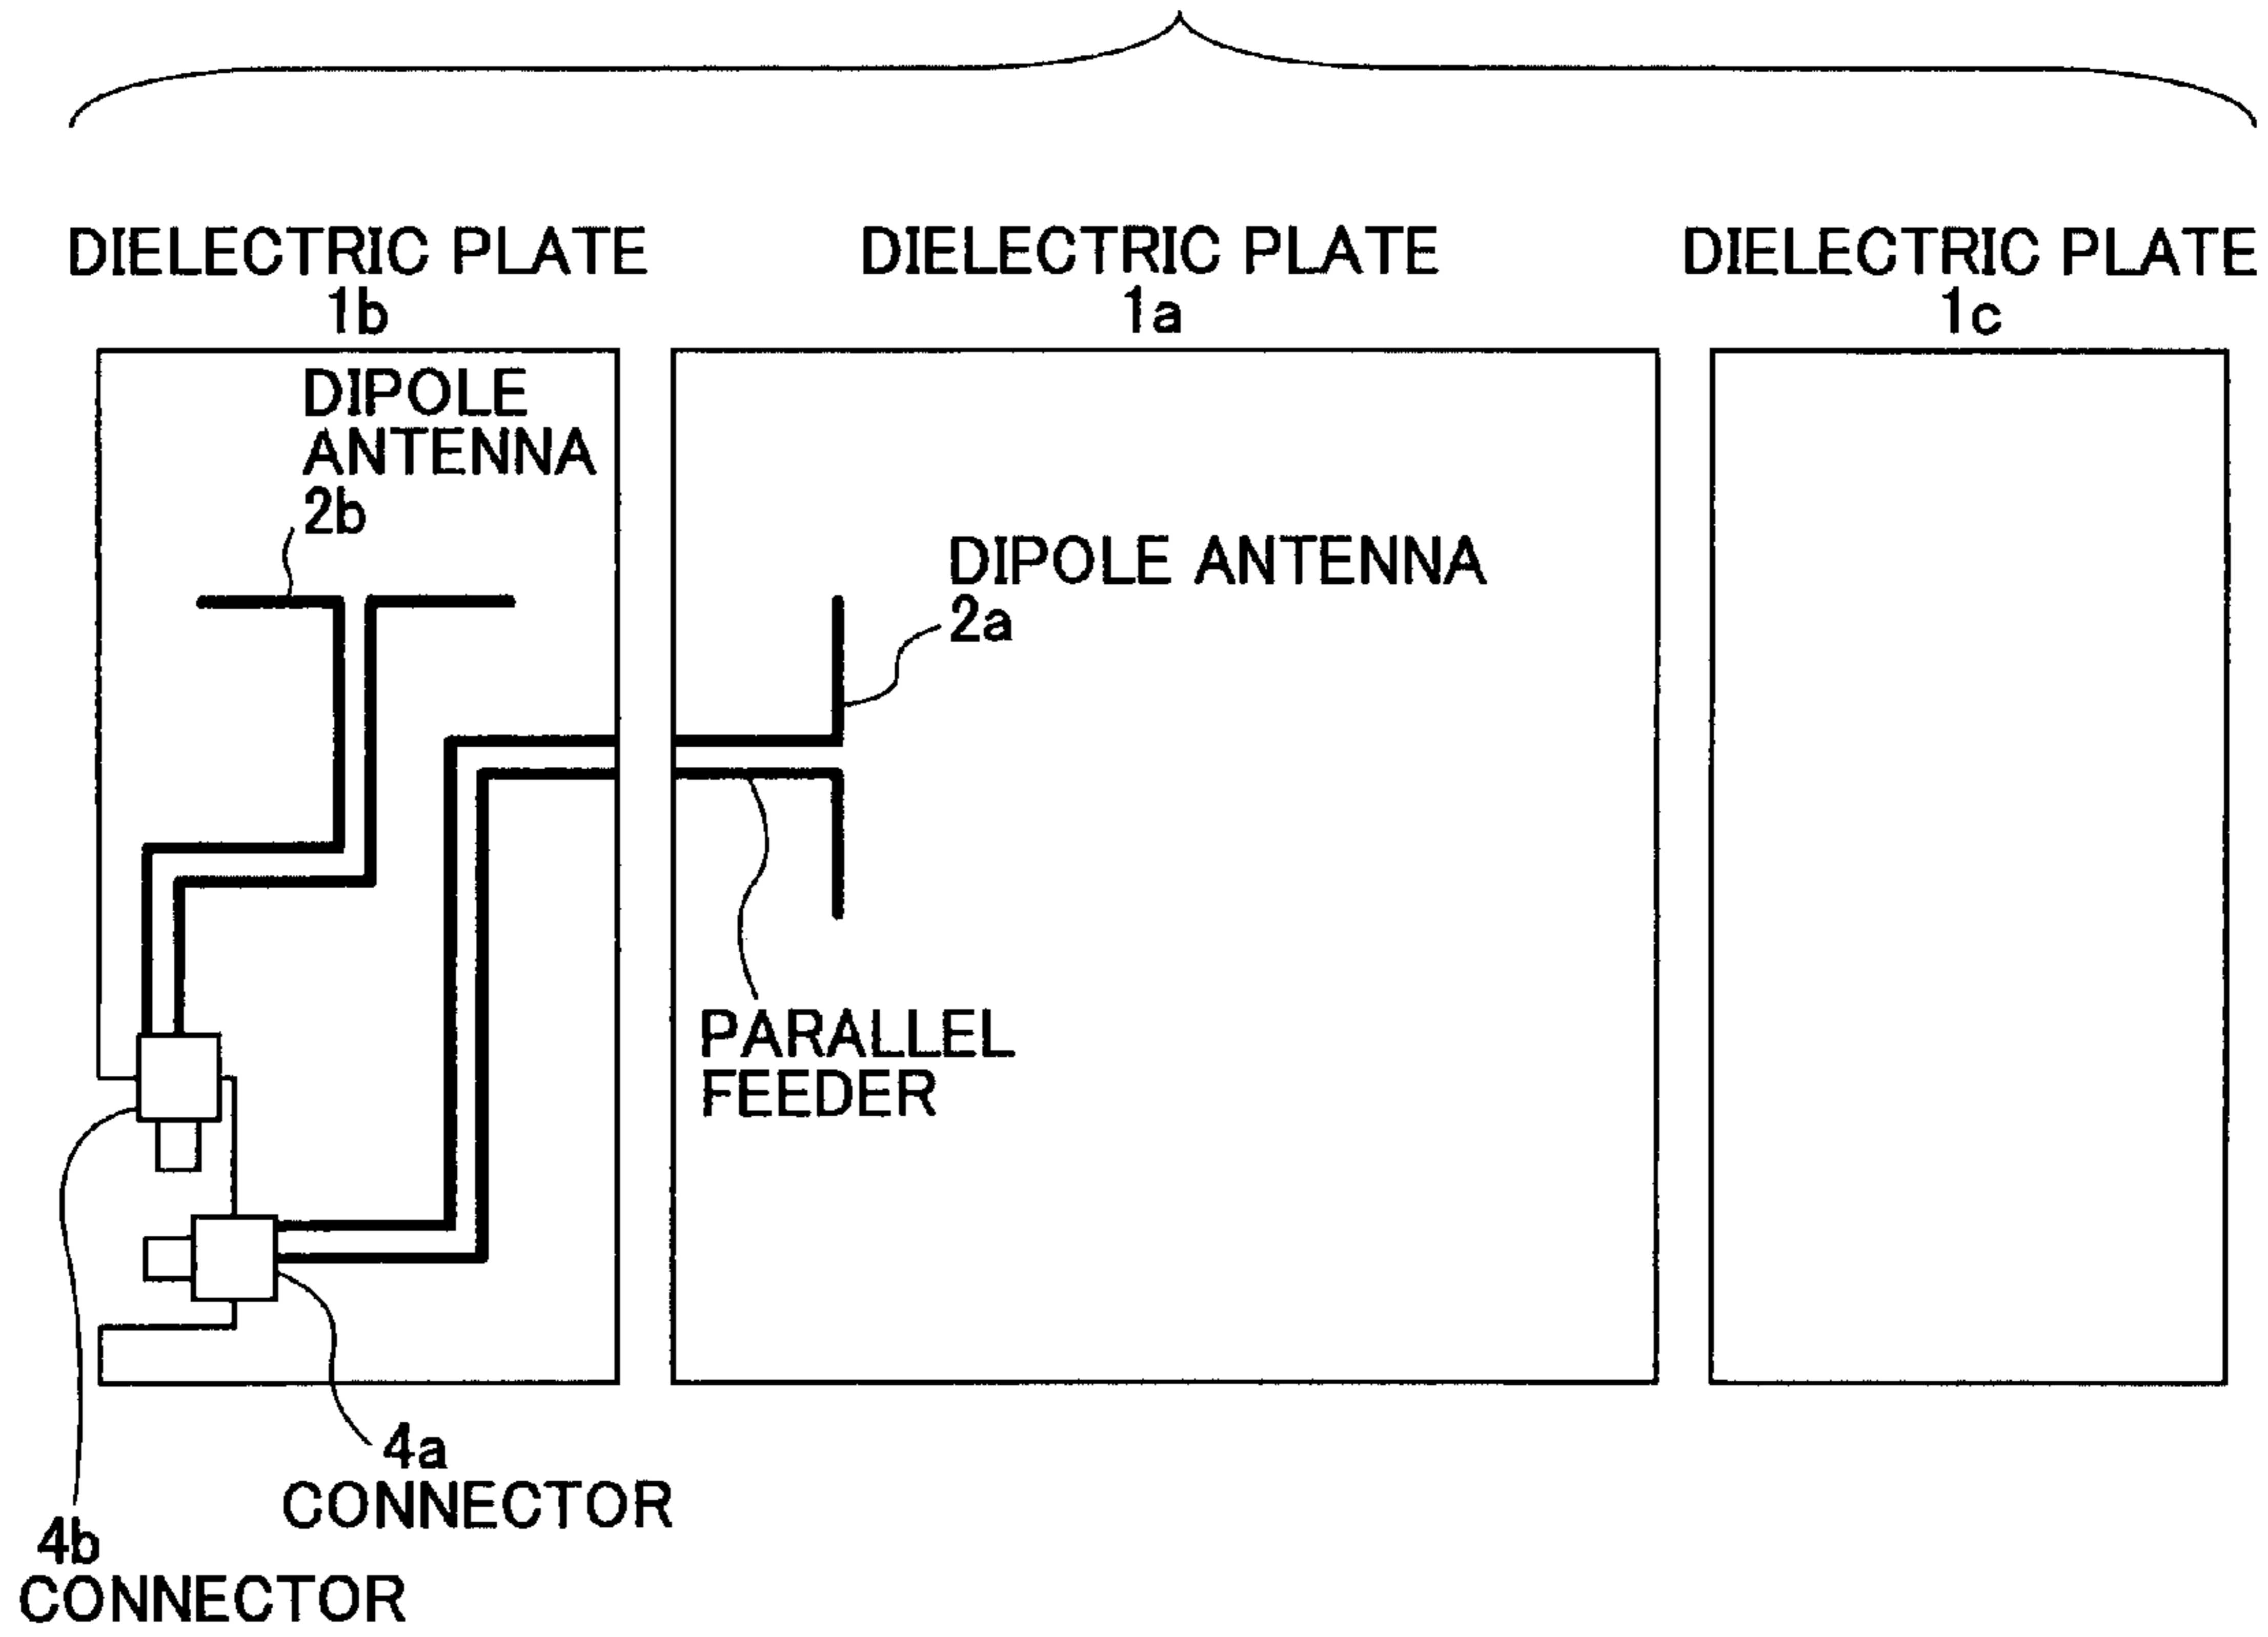 DIELECTRIC PLATE
1b
DIELECTRIC PLATE
1a
DIELECTRIC PLATE
1c
DIPOLE
ANTENNA
2b
DIPOLE ANTENNA
2a
PARALLEL
FEEDER
4a
CONNECTOR
4b
CONNECTOR